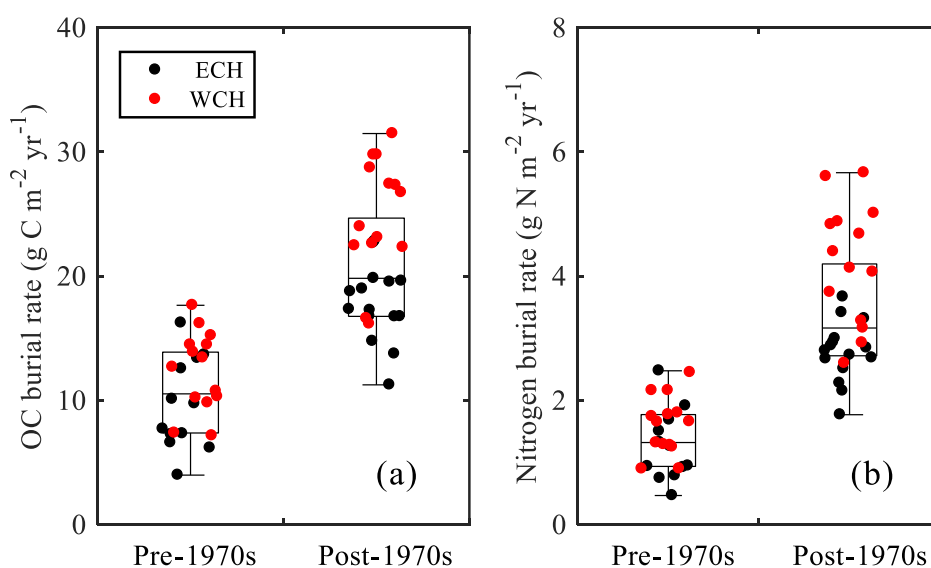 OC burial rate (g C m⁻² yr⁻¹)
40
30
20
10
0
ECH
WCH
(a)
Pre-1970s
Post-1970s
Nitrogen burial rate (g N m⁻² yr⁻¹)
8
6
4
2
0
(b)
Pre-1970s
Post-1970s